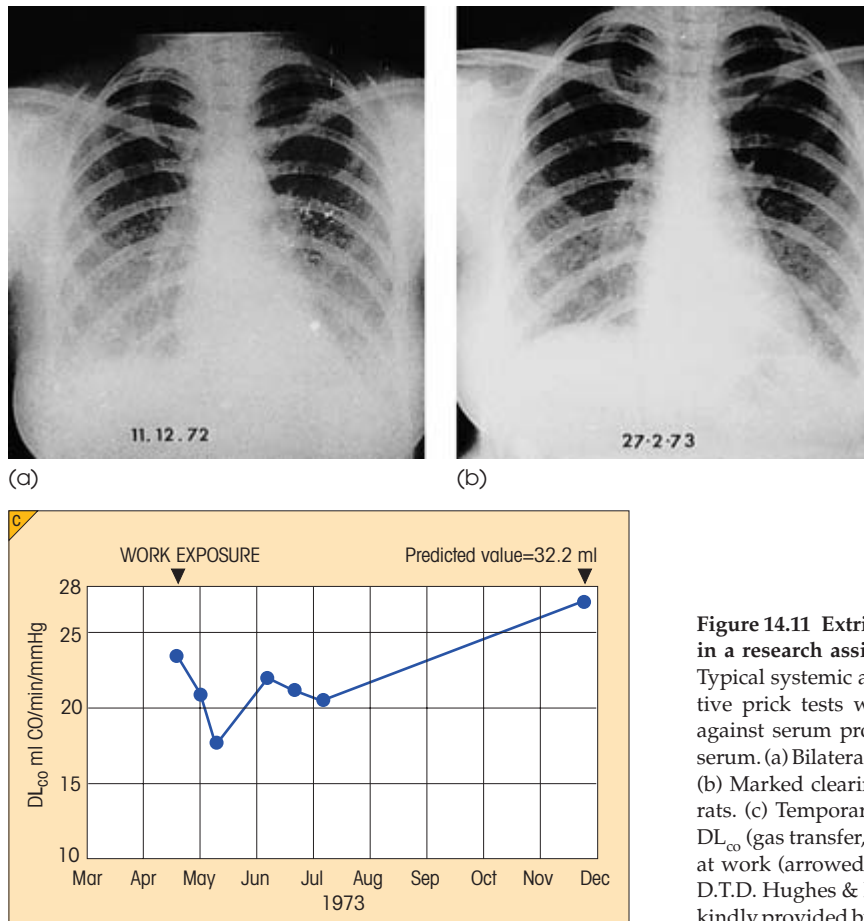 11.12.72
27·2·73
(a)
(b)
C
WORK EXPOSURE
Predicted value=32.2 ml
28
25
20
15
10
DLco ml CO/min/mmHg
Mar Apr May Jun Jul Aug Sep Oct Nov Dec
1973
Figure 14.11 Extri
in a research assi
Typical systemic a
tive prick tests w
against serum pro
serum. (a) Bilatera
(b) Marked clearin
rats. (c) Temporar
DLco (gas transfer,
at work (arrowed
D.T.D. Hughes &
kindly provided b